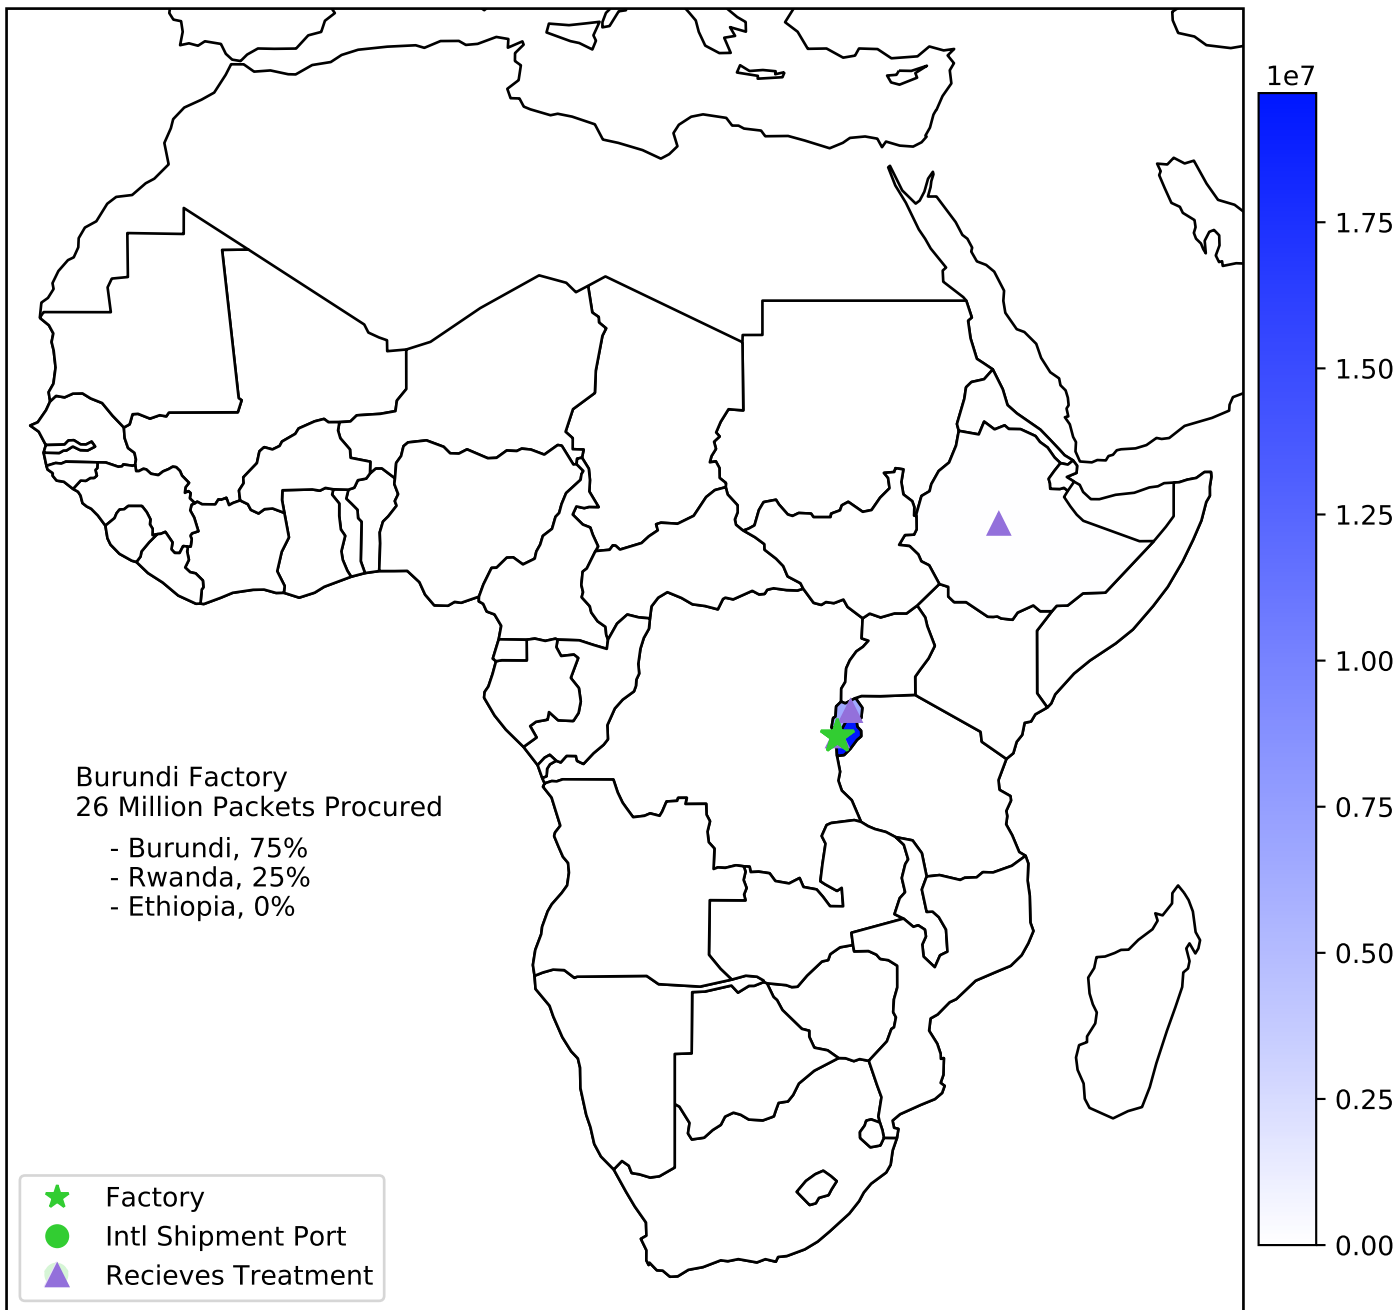 1e7
1.75
1.50
1.25
1.00
0.75
0.50
0.25
0.00
Burundi Factory
26 Million Packets Procured
- Burundi, 75%
- Rwanda, 25%
- Ethiopia, 0%
Factory
Intl Shipment Port
Recieves Treatment